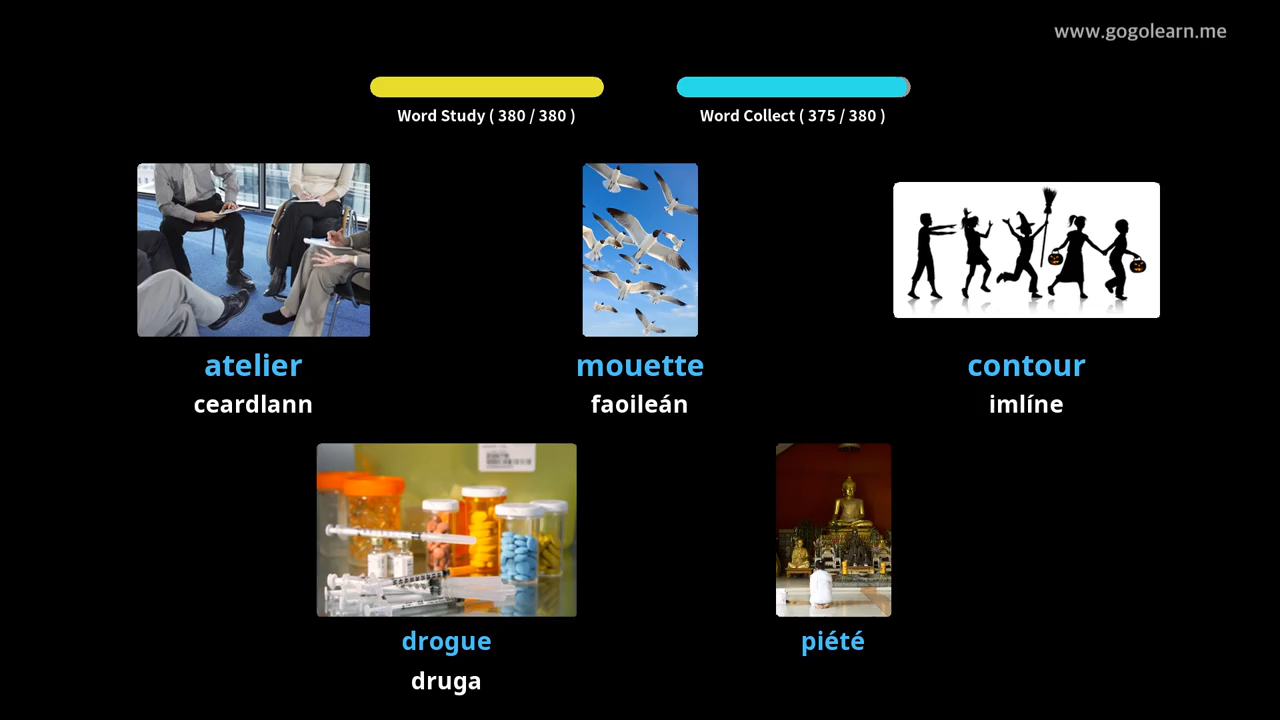 www.gogolearn.me
Word Study ( 380 / 380 )
Word Collect ( 375 / 380 )
atelier
ceardlann
mouette
faoileán
contour
imlíne
drogue
druga
piété